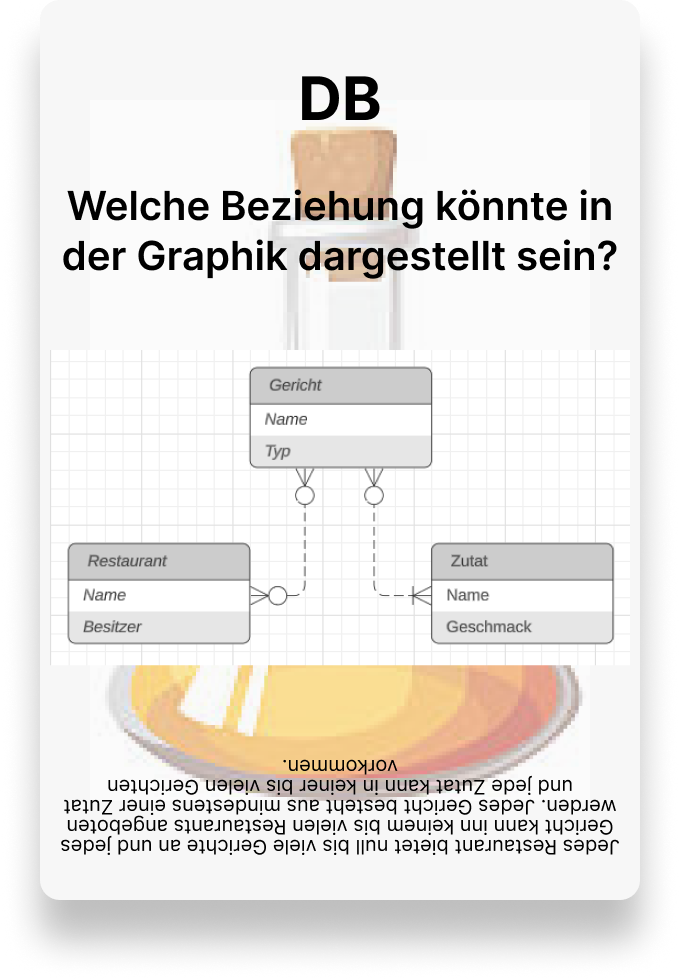 DB
Welche Beziehung könnte in
der Graphik dargestellt sein?
Gericht
Name
Typ
Restaurant
Name
Besitzer
Zutat
Name
Geschmack
Jedes Restaurant bietet null bis viele Gerichte an und jedes
Gericht kann inn keinem bis vielen Restaurants angeboten
werden. Jedes Gericht besteht aus mindestens einer Zutat
und jede Zutat kann in keiner bis vielen Gerichten
vorkommen.